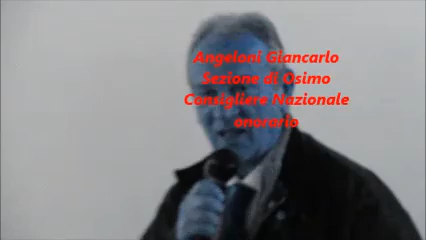 Angeloni Giancarlo
Sezione di Osimo
Consigliere Nazionale
onorario